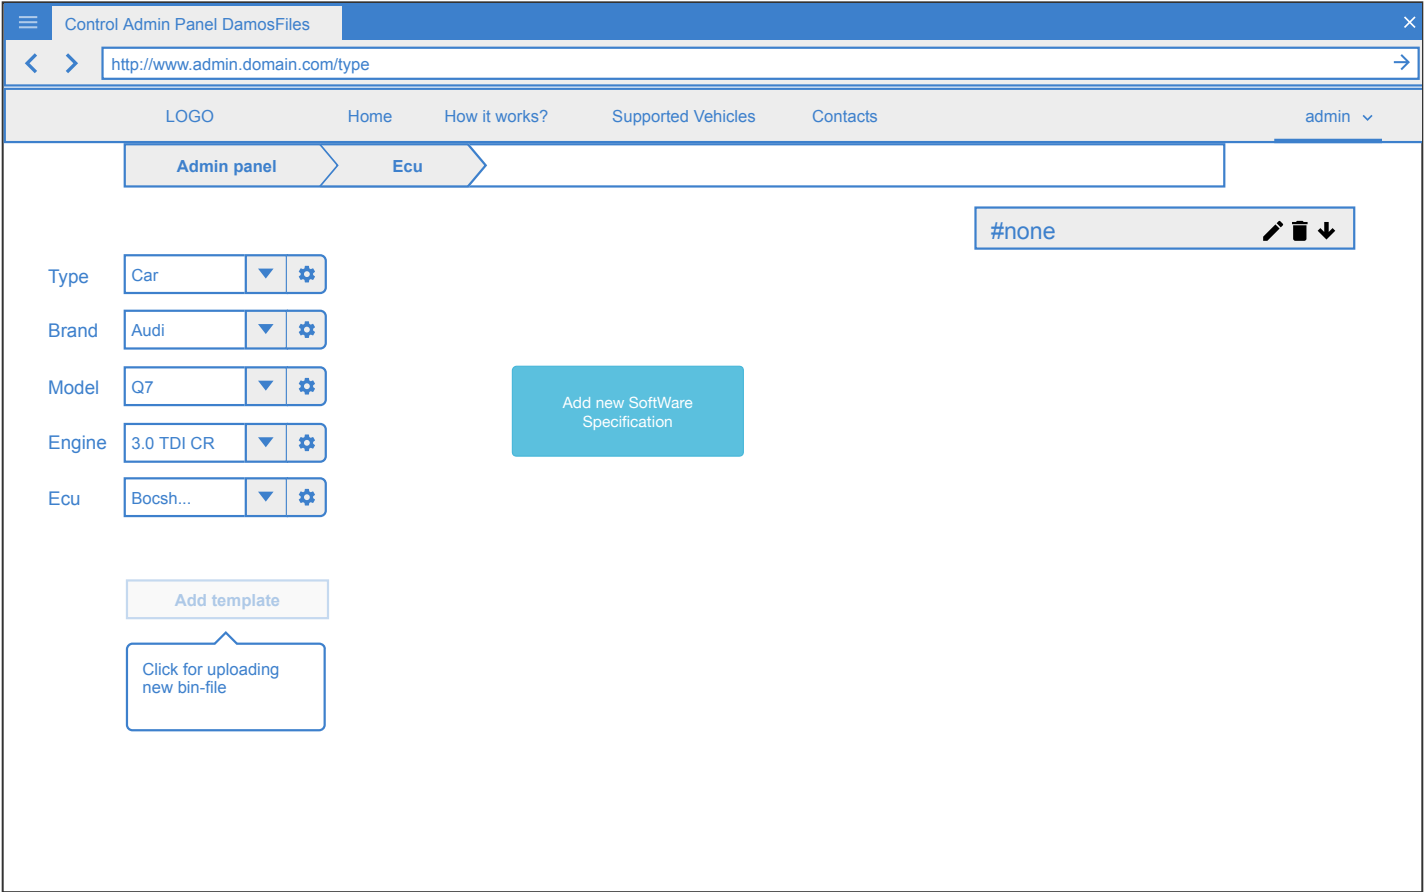 Control Admin Panel DamosFiles
http://www.admin.domain.com/type
LOGO Home How it works? Supported Vehicles Contacts admin
Admin panel Ecu
#none
Type Car
Brand Audi
Model Q7
Add new SoftWare
Specification
Engine 3.0 TDI CR
Ecu Bocsh...
Add template
Click for uploading
new bin-file